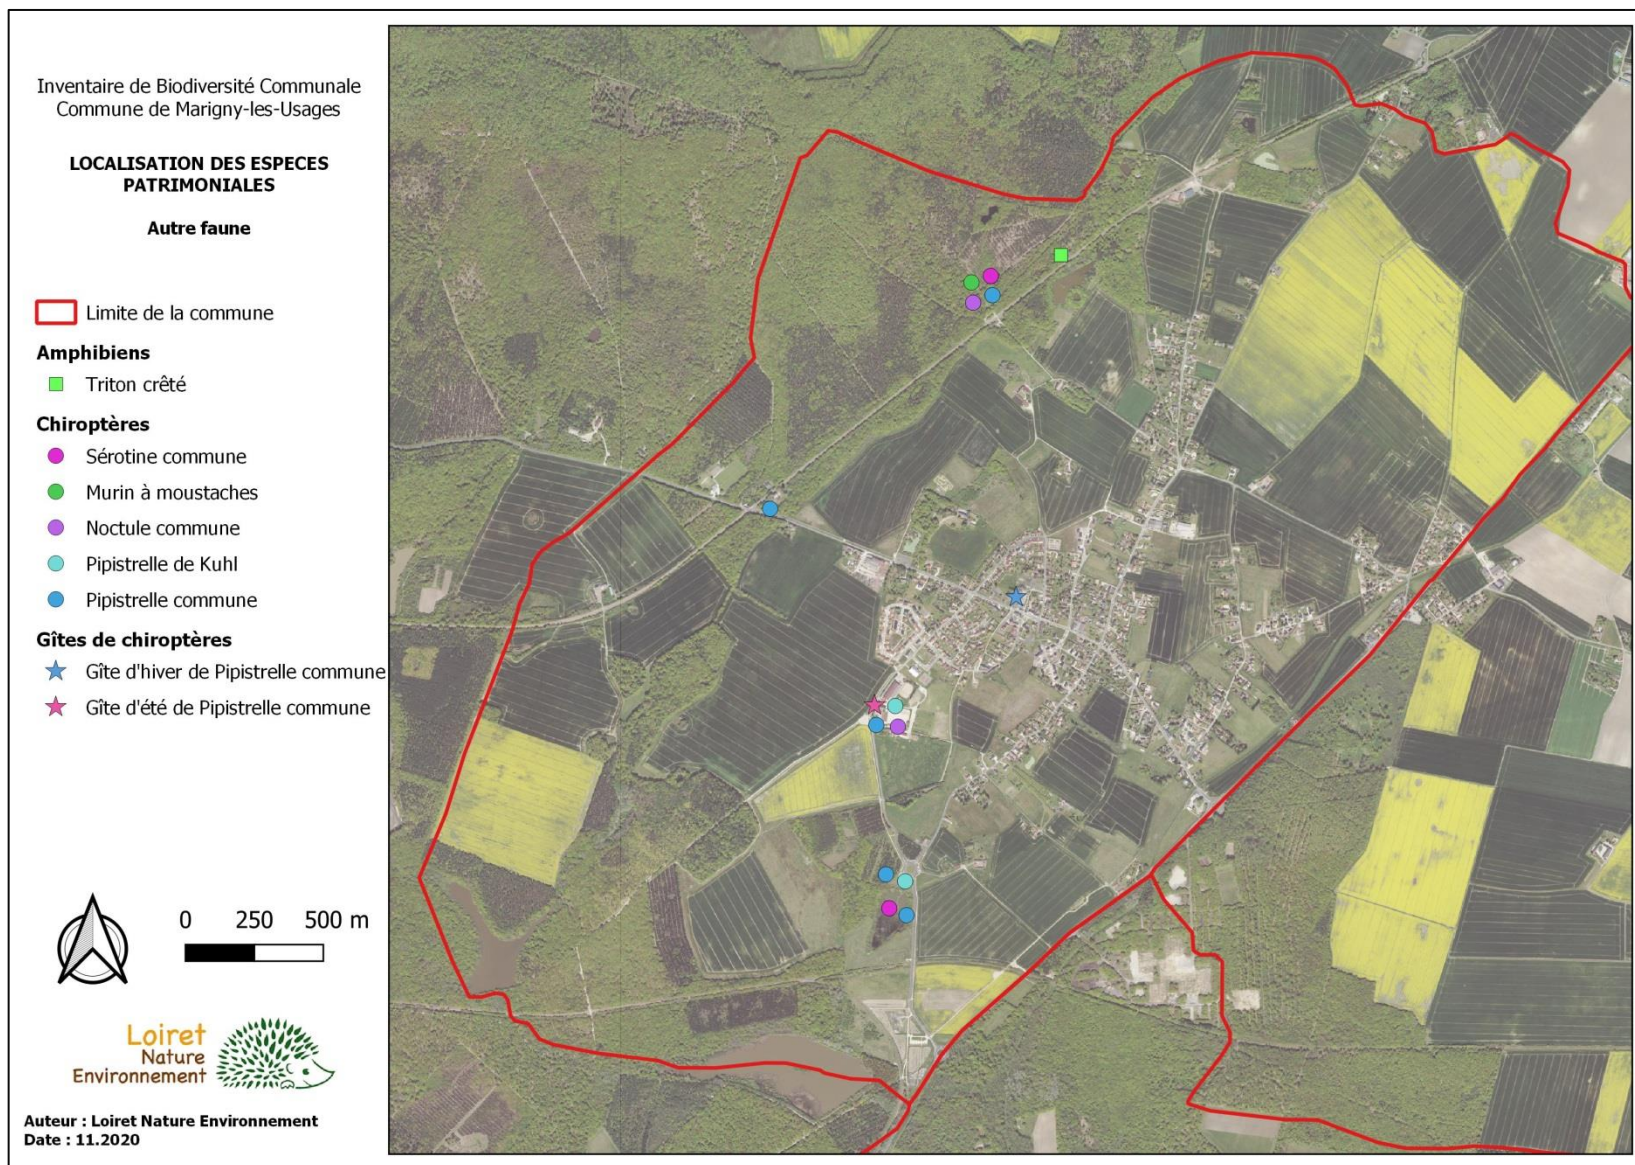 Inventaire de Biodiversité Communale
Commune de Marigny-les-Usages
LOCALISATION DES ESPECES
PATRIMONIALES
Autre faune
Limite de la commune
Amphibiens
Triton crêté
Chiroptères
Sérotine commune
Murin à moustaches
Noctule commune
Pipistrelle de Kuhl
Pipistrelle commune
Gîtes de chiroptères
Gîte d'hiver de Pipistrelle commune
Gîte d'été de Pipistrelle commune
0 250 500 m
Loiret
Nature
Environnement
Auteur : Loiret Nature Environnement
Date : 11.2020